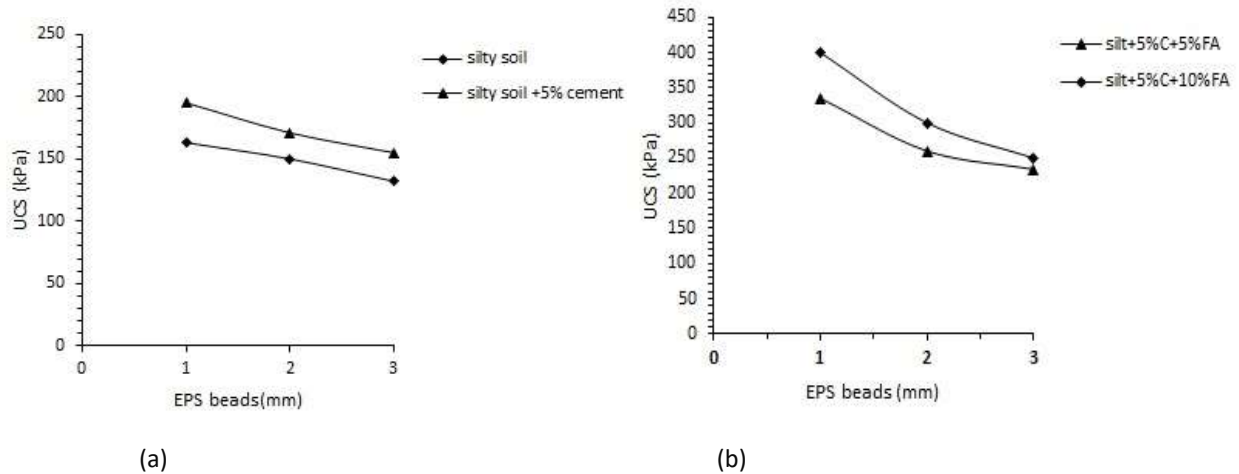 250
200
150
100
50
0
UCS (kPa)
0
1
2
3
EPS beads(mm)
silty soil
silty soil +5% cement
(a)
450
400
350
300
250
200
150
100
50
0
UCS (kPa)
0
1
2
3
EPS beads(mm)
silt+5%C+5%FA
silt+5%C+10%FA
(b)